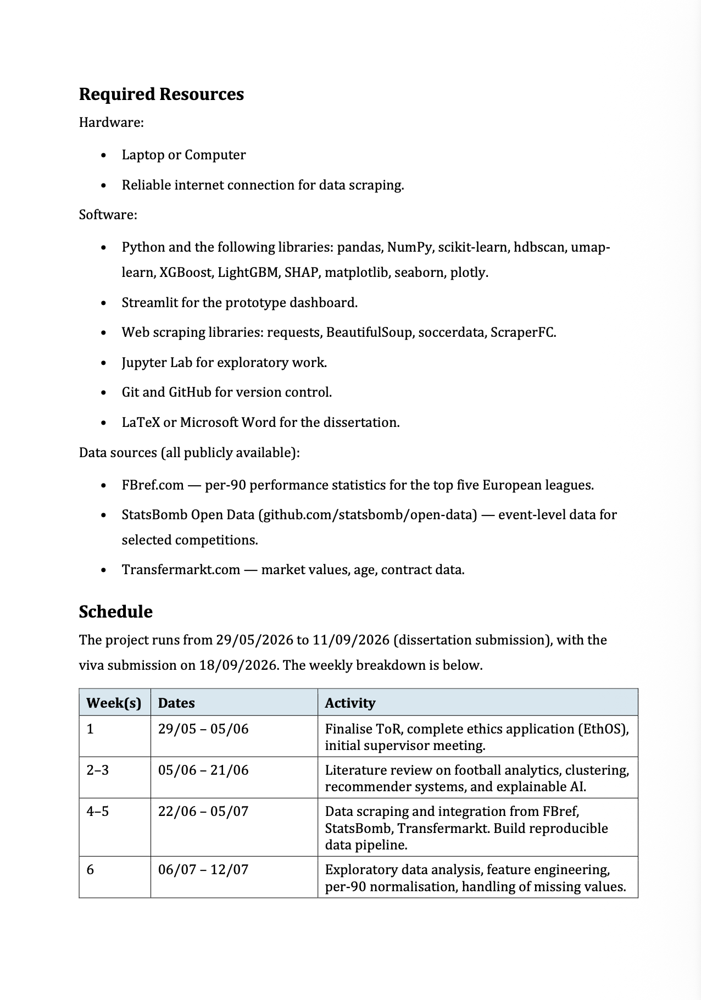 Required Resources
Hardware:
• Laptop or Computer
• Reliable internet connection for data scraping.
Software:
• Python and the following libraries: pandas, NumPy, scikit-learn, hdbscan, umap-
learn, XGBoost, LightGBM, SHAP, matplotlib, seaborn, plotly.
• Streamlit for the prototype dashboard.
• Web scraping libraries: requests, BeautifulSoup, soccerdata, ScraperFC.
• Jupyter Lab for exploratory work.
• Git and GitHub for version control.
• LaTeX or Microsoft Word for the dissertation.
Data sources (all publicly available):
• FBref.com — per-90 performance statistics for the top five European leagues.
• StatsBomb Open Data (github.com/statsbomb/open-data) — event-level data for
selected competitions.
• Transfermarkt.com — market values, age, contract data.
Schedule
The project runs from 29/05/2026 to 11/09/2026 (dissertation submission), with the
viva submission on 18/09/2026. The weekly breakdown is below.
Week(s) Dates Activity
1 29/05 – 05/06 Finalise ToR, complete ethics application (EthOS),
initial supervisor meeting.
2–3 05/06 – 21/06 Literature review on football analytics, clustering,
recommender systems, and explainable AI.
4–5 22/06 – 05/07 Data scraping and integration from FBref,
StatsBomb, Transfermarkt. Build reproducible
data pipeline.
6 06/07 – 12/07 Exploratory data analysis, feature engineering,
per-90 normalisation, handling of missing values.